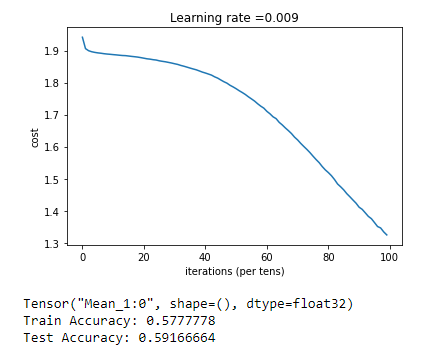 Learning rate =0.009
1.9
1.8
1.7
1.6
1.5
1.4
1.3
cost
0 20 40 60 80 100
iterations (per tens)
Tensor("Mean_1:0", shape=(), dtype=float32)
Train Accuracy: 0.5777778
Test Accuracy: 0.59166664